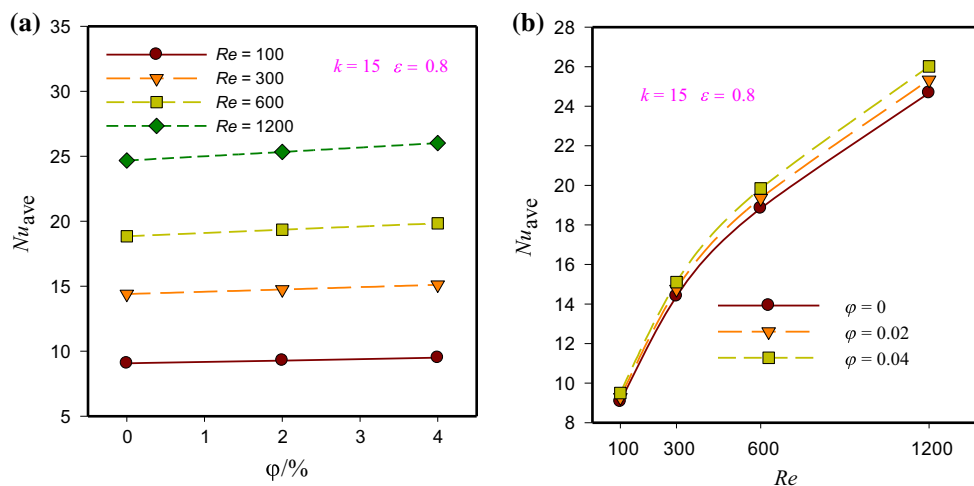 (a)
35
30
25
20
15
10
5
Nu_ave
Re = 100
Re = 300
Re = 600
Re = 1200
k = 15 ε = 0.8
0 1 2 3 4
φ/%
(b)
28
26
24
22
20
18
16
14
12
10
8
Nu_ave
k = 15 ε = 0.8
φ = 0
φ = 0.02
φ = 0.04
100 300 600 1200
Re